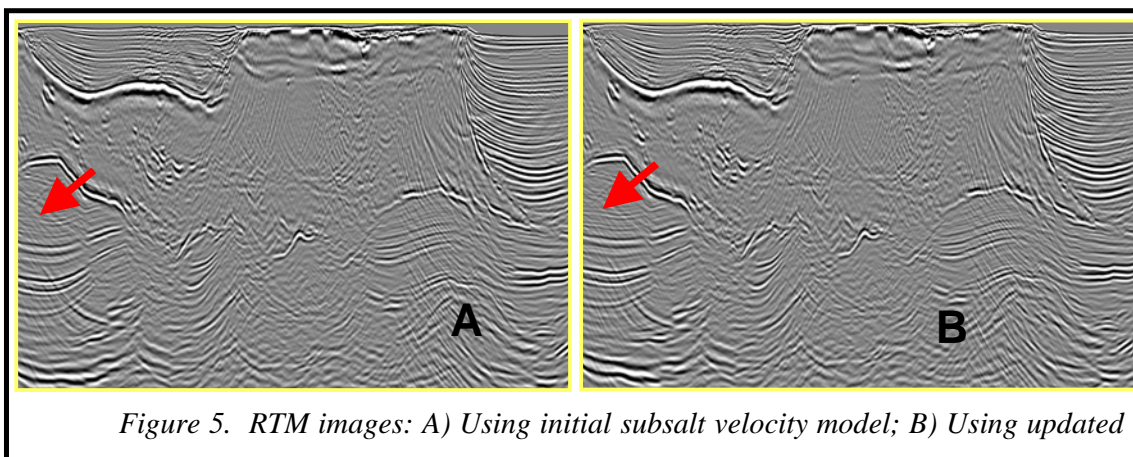 A
B
Figure 5. RTM images: A) Using initial subsalt velocity model; B) Using updated